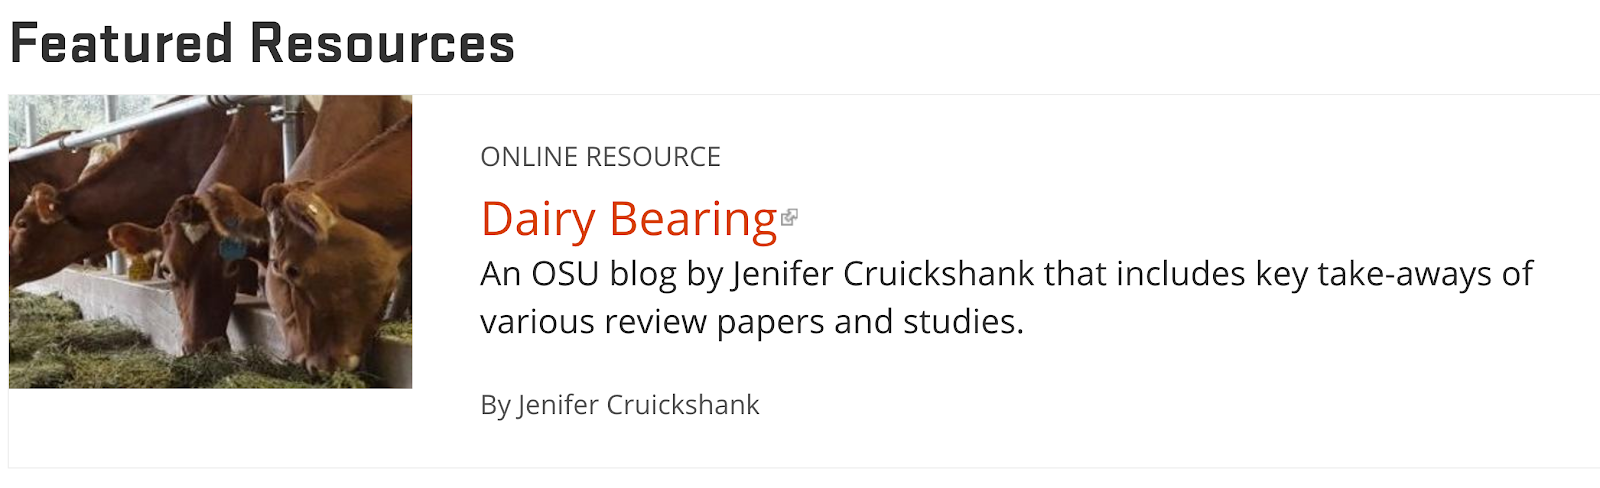 Featured Resources
ONLINE RESOURCE
Dairy Bearing
An OSU blog by Jenifer Cruickshank that includes key take-aways of
various review papers and studies.
By Jenifer Cruickshank